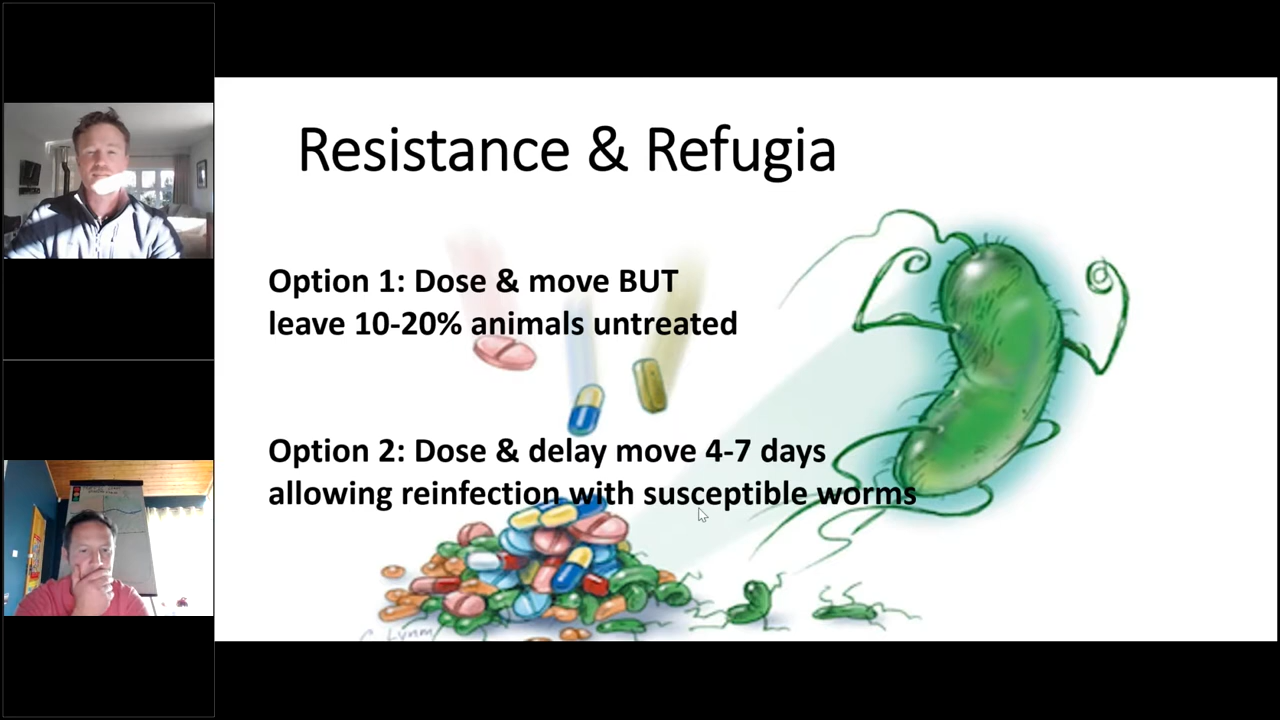 Resistance & Refugia
Option 1: Dose & move BUT
leave 10-20% animals untreated
Option 2: Dose & delay move 4-7 days
allowing reinfection with susceptible worms